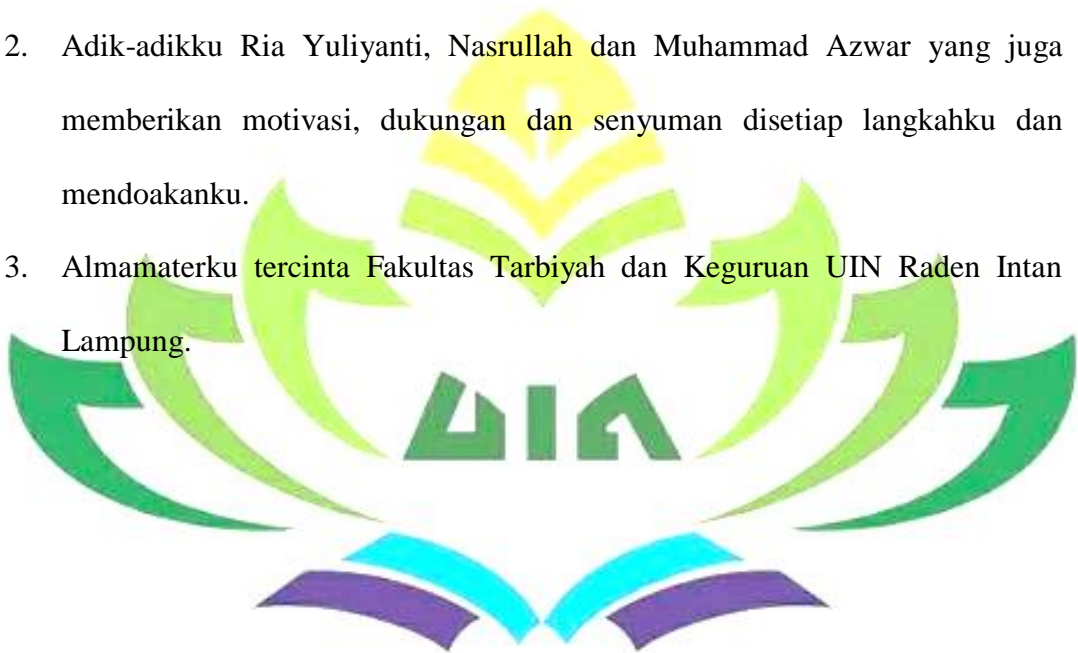 2. Adik-adikku Ria Yuliyanti, Nasrullah dan Muhammad Azwar yang juga
memberikan motivasi, dukungan dan senyuman disetiap langkahku dan
mendoakanku.
3. Almamaterku tercinta Fakultas Tarbiyah dan Keguruan UIN Raden Intan
Lampung.
UIN